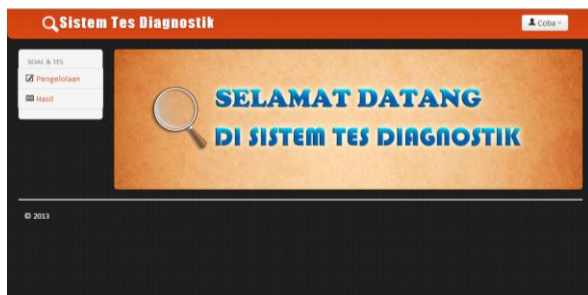 Sistem Tes Diagnostik
Coba
SOAL & TES
Pengelolaan
Hasil
SELAMAT DATANG
DI SISTEM TES DIAGNOSTIK
© 2013